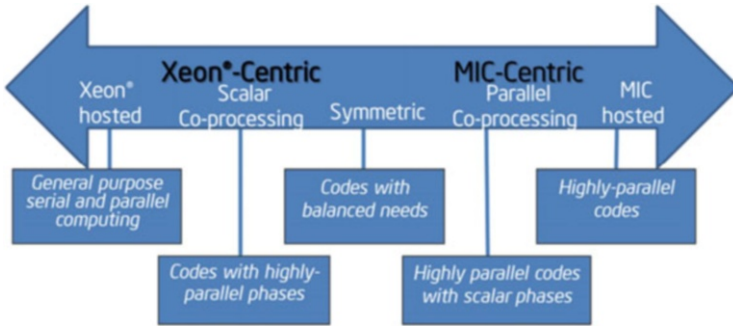 Xeon®-Centric
MIC-Centric
Xeon®
hosted
Scalar
Co-processing
Symmetric
Parallel
Co-processing
MIC
hosted
General purpose
serial and parallel
computing
Codes with highly-
parallel phases
Codes with
balanced needs
Highly parallel codes
with scalar phases
Highly-parallel
codes